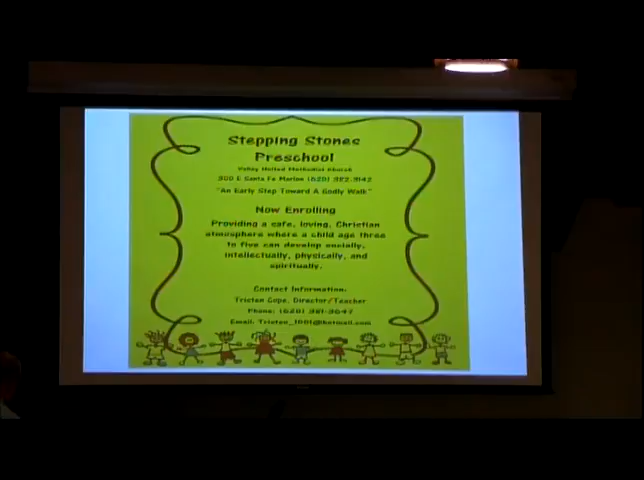 Stepping Stones
Preschool
Valley United Methodist Church
300 E Santa Fe Marion (620) 382.3142
"An Early Step Toward A Godly Walk"
Now Enrolling
Providing a safe, loving, Christian
atmosphere where a child age three
to five can develop socially,
intellectually, physically, and
spiritually.
Contact Information:
Tristen Cope, Director/Teacher
Phone: (620) 381-3647
Email: Tristen_1001@hotmail.com